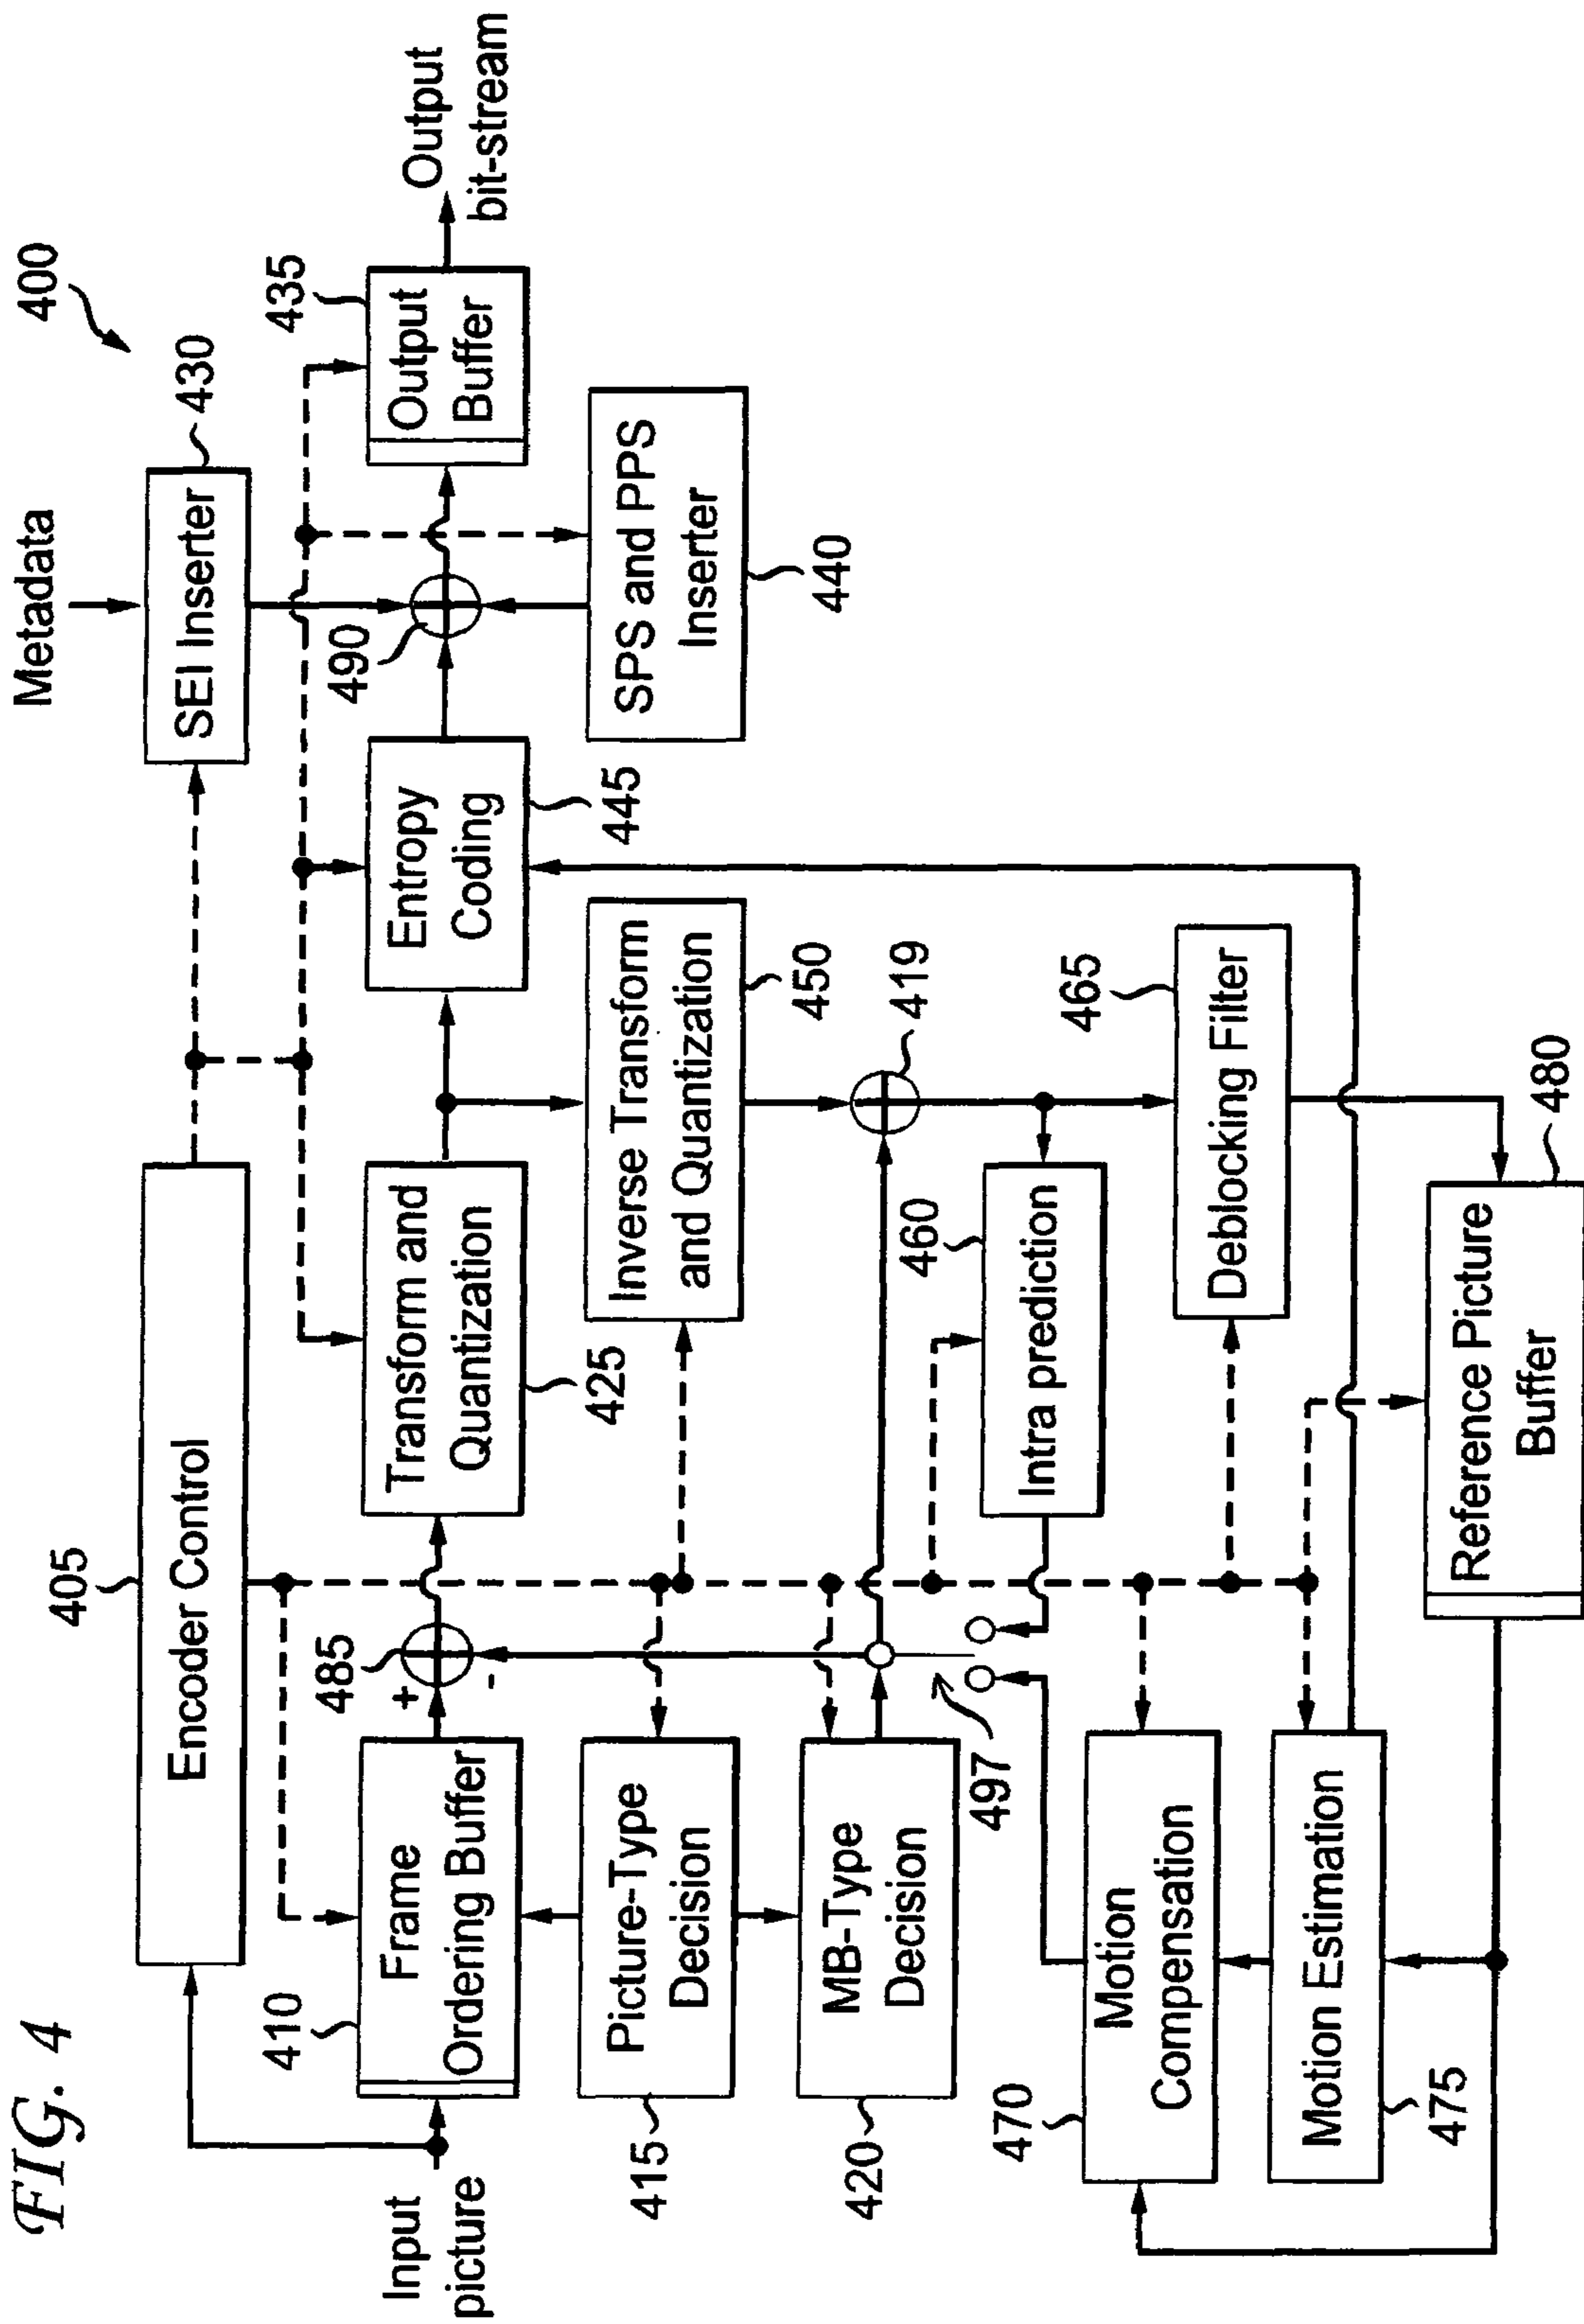 FIG. 4
400
Metadata
SEI Inserter
430
405
Encoder Control
435
Output
Buffer
Output
bit-stream
Input
picture
410
Frame
Ordering Buffer
+
-
485
Transform and
Quantization
425
Entropy
Coding
445
490
SPS and PPS
Inserter
440
Picture-Type
Decision
415
Inverse Transform
and Quantization
450
MB-Type
Decision
420
419
497
460
Intra prediction
465
Deblocking Filter
470
Motion
Compensation
Motion Estimation
475
480
Reference Picture
Buffer